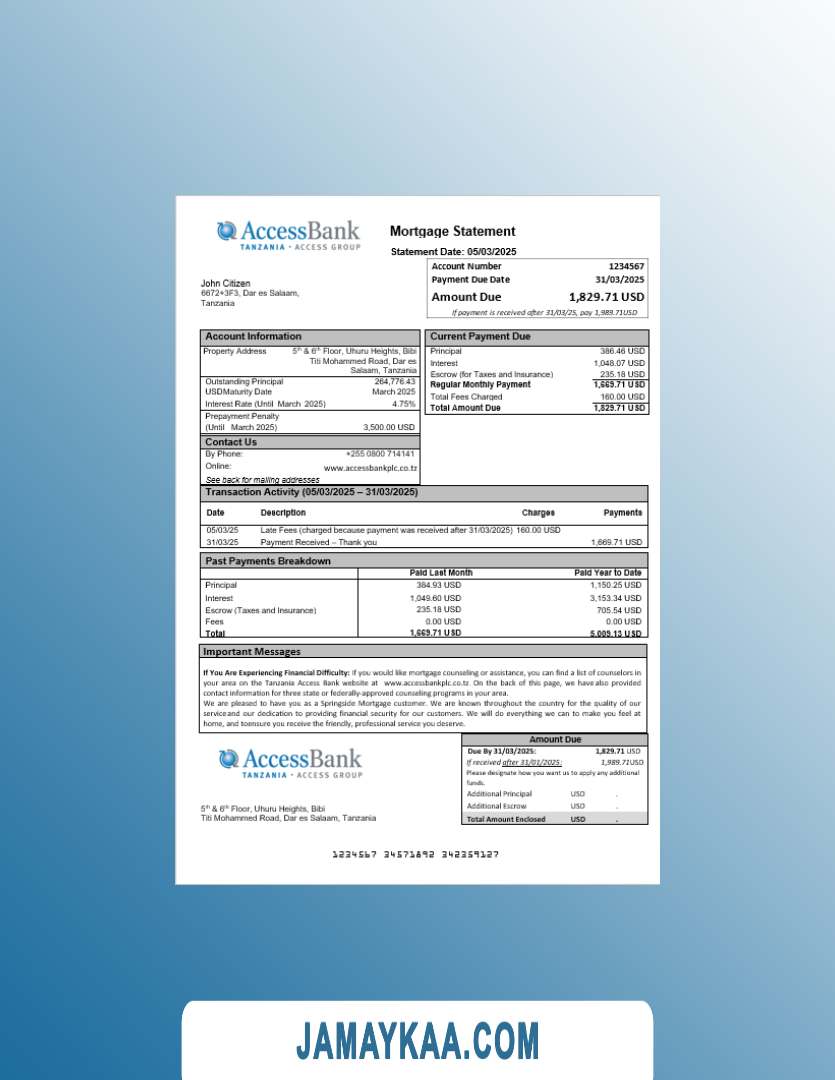 AccessBank
TANZANIA • ACCESS GROUP
Mortgage Statement
Statement Date: 05/03/2025
Account Number 1234567
Payment Due Date 31/03/2025
Amount Due 1,829.71 USD
If payment is received after 31/03/25, pay 1,989.71USD
John Citizen
6672+3F3, Dar es Salaam,
Tanzania
Account Information
Property Address 5th & 6th Floor, Uhuru Heights, Bibi
Titi Mohammed Road, Dar es
Salaam, Tanzania
Outstanding Principal 264,776.43
USDMaturity Date March 2025
Interest Rate (Until March 2025) 4.75%
Prepayment Penalty
(Until March 2025) 3,500.00 USD
Contact Us
By Phone: +255 0800 714141
Online: www.accessbankplc.co.tz
See back for mailing addresses
Current Payment Due
Principal 386.46 USD
Interest 1,048.07 USD
Escrow (for Taxes and Insurance) 235.18 USD
Regular Monthly Payment 1,669.71 USD
Total Fees Charged 160.00 USD
Total Amount Due 1,829.71 USD
Transaction Activity (05/03/2025 – 31/03/2025)
Date Description Charges Payments
05/03/25 Late Fees (charged because payment was received after 31/03/2025) 160.00 USD
31/03/25 Payment Received – Thank you 1,669.71 USD
Past Payments Breakdown
Paid Last Month Paid Year to Date
Principal 384.93 USD 1,150.25 USD
Interest 1,049.60 USD 3,153.34 USD
Escrow (Taxes and Insurance) 235.18 USD 705.54 USD
Fees 0.00 USD 0.00 USD
Total 1,669.71 USD 5,009.13 USD
Important Messages
If You Are Experiencing Financial Difficulty: If you would like mortgage counseling or assistance, you can find a list of counselors in
your area on the Tanzania Access Bank website at www.accessbankplc.co.tz. On the back of this page, we have also provided
contact information for three state or federally-approved counseling programs in your area.
We are pleased to have you as a Springside Mortgage customer. We are known throughout the country for the quality of our
serviceand our dedication to providing financial security for our customers. We will do everything we can to make you feel at
home, and toensure you receive the friendly, professional service you deserve.
AccessBank
TANZANIA • ACCESS GROUP
5th & 6th Floor, Uhuru Heights, Bibi
Titi Mohammed Road, Dar es Salaam, Tanzania
Amount Due
Due By 31/03/2025: 1,829.71 USD
If received after 31/01/2025: 1,989.71USD
Please designate how you want us to apply any additional
funds.
Additional Principal USD .
Additional Escrow USD .
Total Amount Enclosed USD .
1234567 34571892 342359127
JAMAYKAA.COM